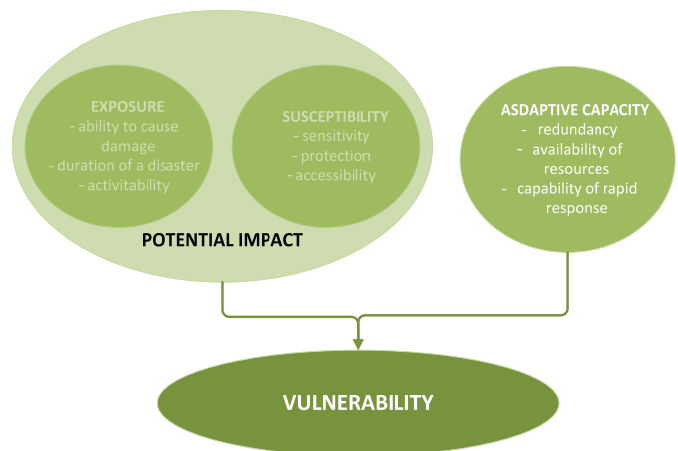 EXPOSURE
- ability to cause
damage
- duration of a disaster
- activitability
SUSCEPTIBILITY
- sensitivity
- protection
- accessibility
POTENTIAL IMPACT
ASDAPTIVE CAPACITY
- redundancy
- availability of
resources
- capability of rapid
response
VULNERABILITY